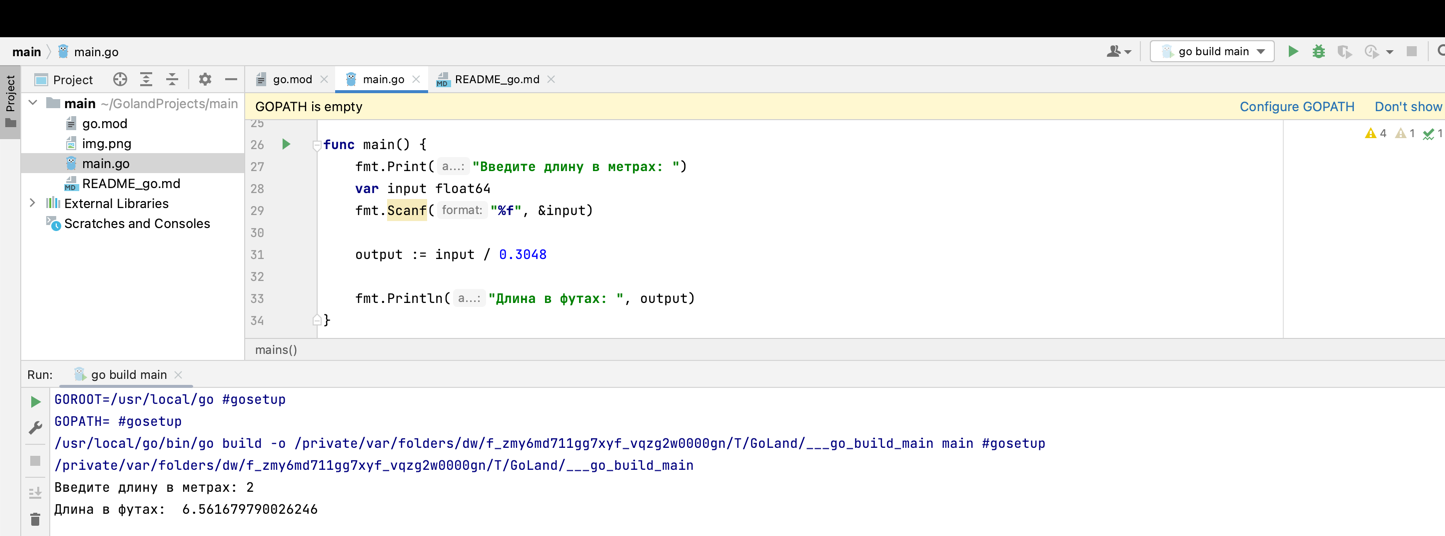 main main.go go build main
Project
Project go.mod main.go MD README_go.md
main ~/GolandProjects/main
GOPATH is empty Configure GOPATH Don't show
go.mod
img.png
main.go
MD README_go.md
External Libraries
Scratches and Consoles
4 1 1
25
26 func main() {
27 fmt.Print( a...: "Введите длину в метрах: ")
28 var input float64
29 fmt.Scanf( format: "%f", &input)
30
31 output := input / 0.3048
32
33 fmt.Println( a...: "Длина в футах: ", output)
34 }
mains()
Run: go build main
GOROOT=/usr/local/go #gosetup
GOPATH= #gosetup
/usr/local/go/bin/go build -o /private/var/folders/dw/f_zmy6md711gg7xyf_vqzg2w0000gn/T/GoLand/___go_build_main main #gosetup
/private/var/folders/dw/f_zmy6md711gg7xyf_vqzg2w0000gn/T/GoLand/___go_build_main
Введите длину в метрах: 2
Длина в футах:  6.561679790026246